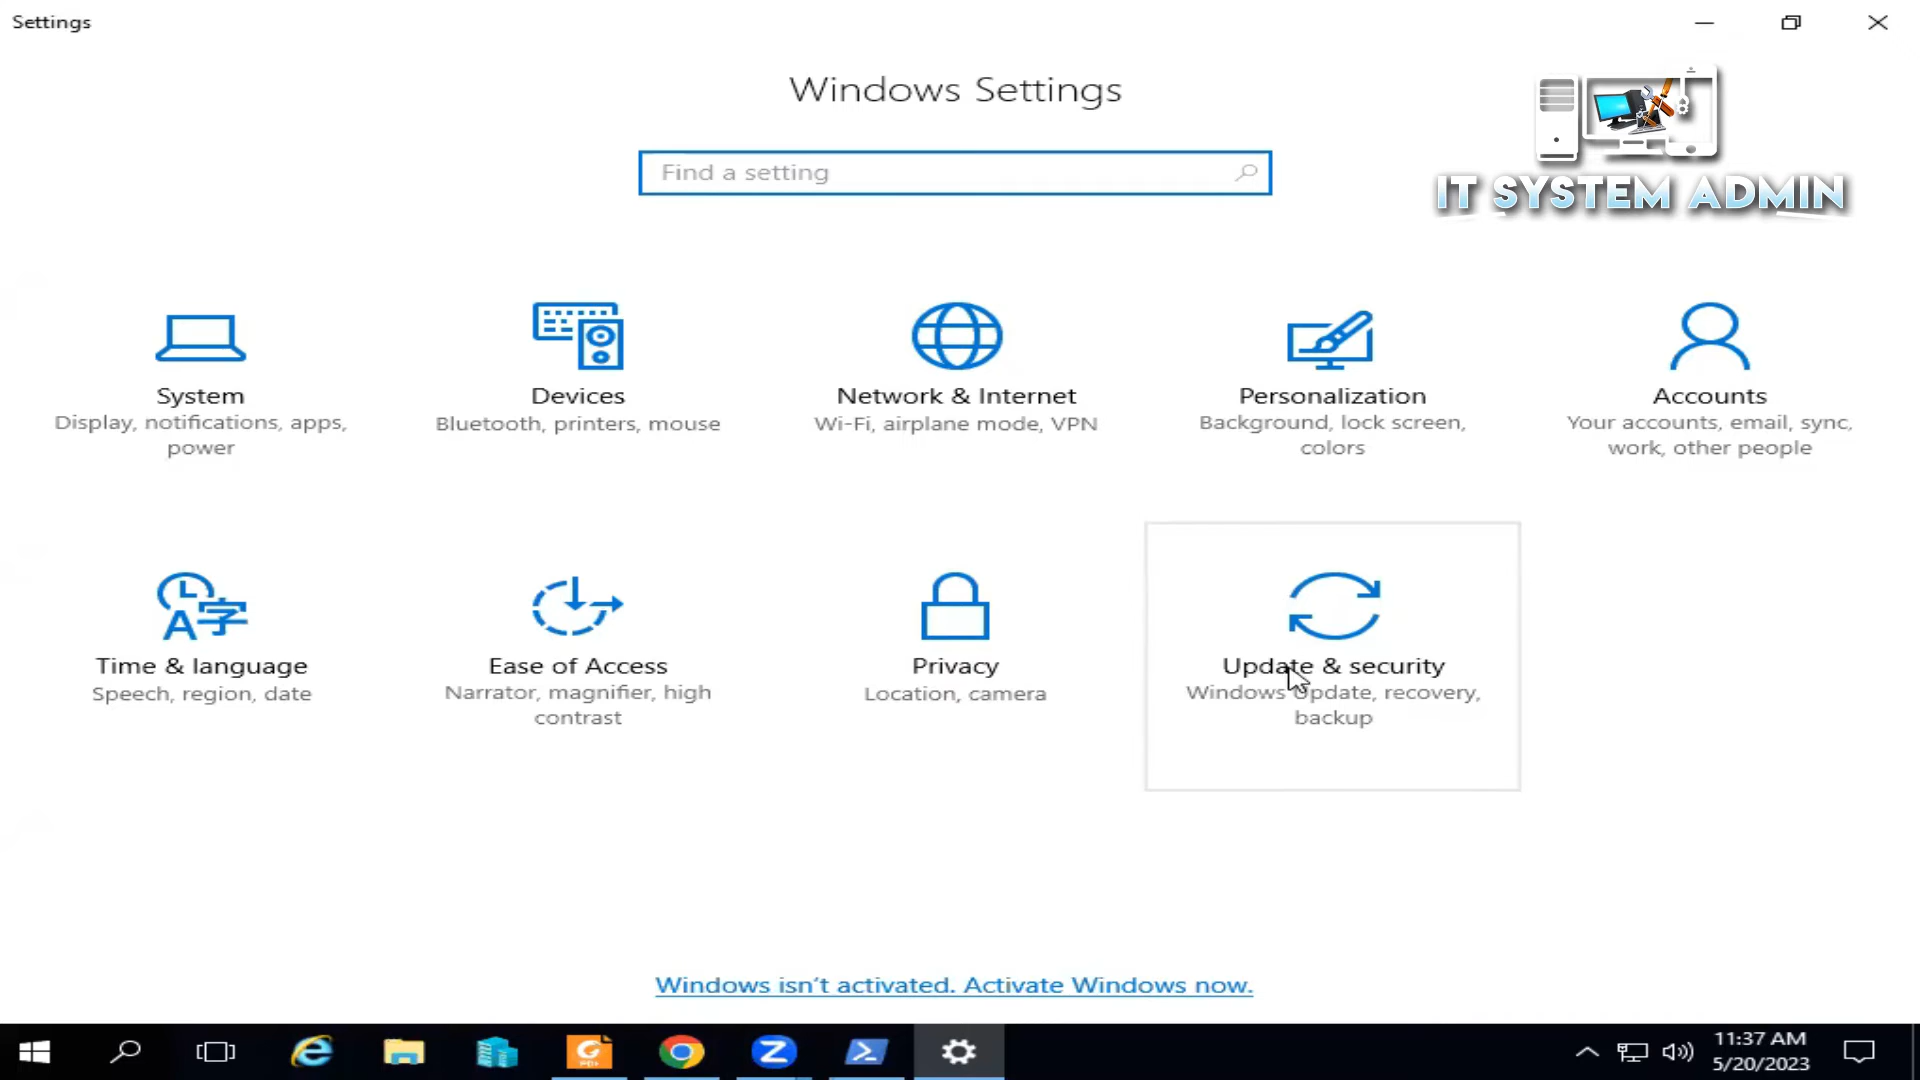 Settings
Windows Settings
Find a setting
IT SYSTEM ADMIN
System
Display, notifications, apps,
power
Devices
Bluetooth, printers, mouse
Network & Internet
Wi-Fi, airplane mode, VPN
Personalization
Background, lock screen,
colors
Accounts
Your accounts, email, sync,
work, other people
Time & language
Speech, region, date
Ease of Access
Narrator, magnifier, high
contrast
Privacy
Location, camera
Update & security
Windows Update, recovery,
backup
Windows isn't activated. Activate Windows now.
11:37 AM
5/20/2023